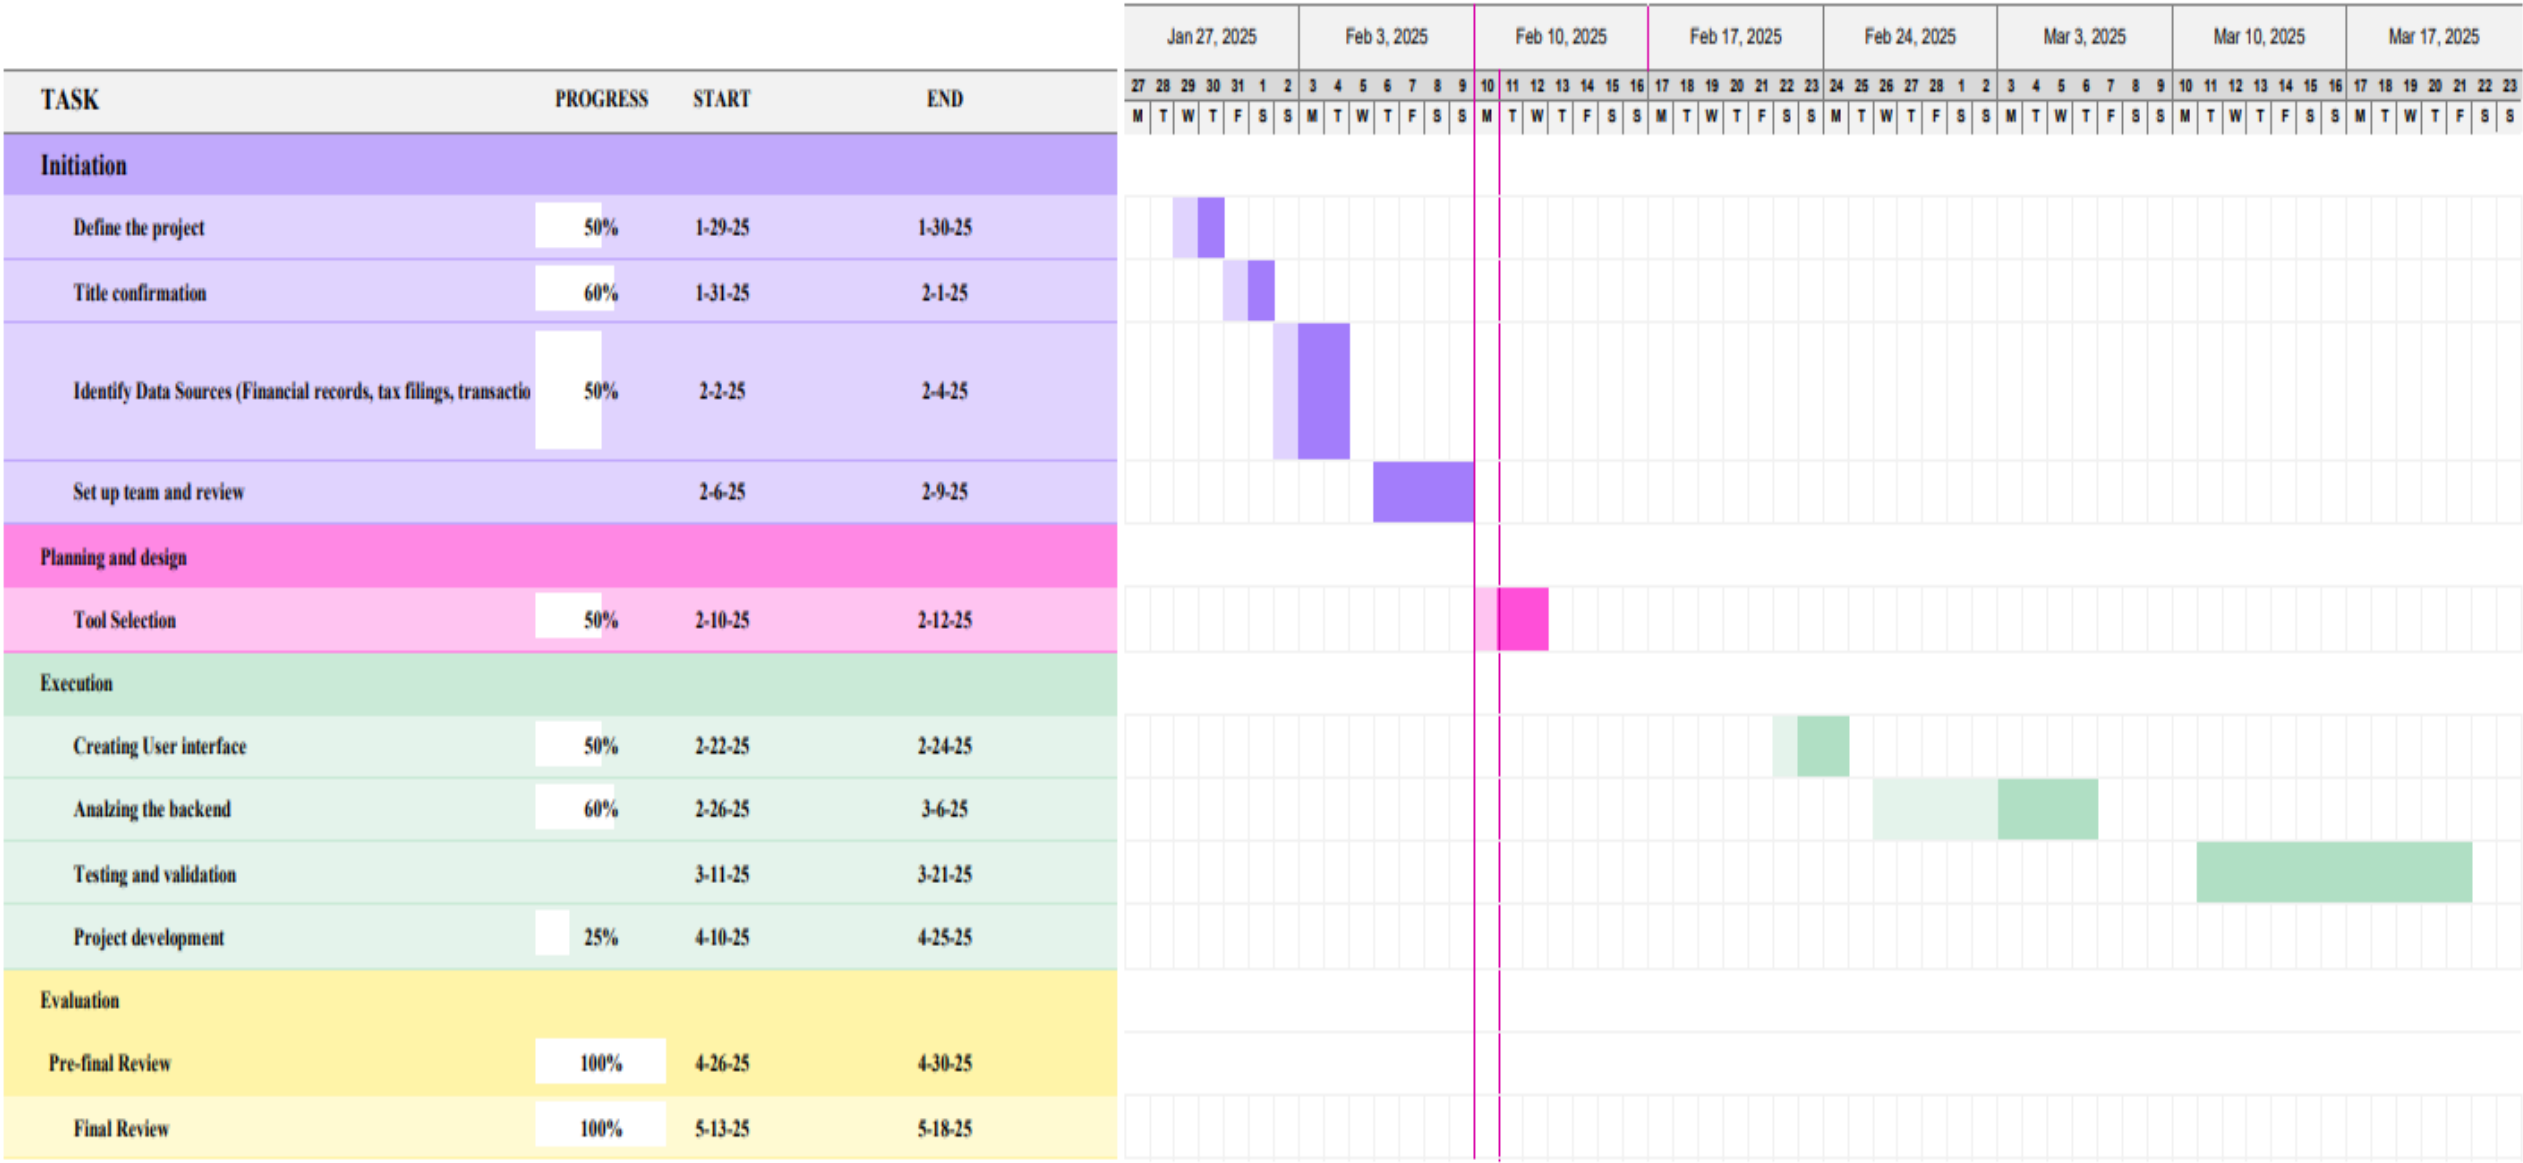 Jan 27, 2025 Feb 3, 2025 Feb 10, 2025 Feb 17, 2025 Feb 24, 2025 Mar 3, 2025 Mar 10, 2025 Mar 17, 2025
27 28 29 30 31 1 2 3 4 5 6 7 8 9 10 11 12 13 14 15 16 17 18 19 20 21 22 23 24 25 26 27 28 1 2 3 4 5 6 7 8 9 10 11 12 13 14 15 16 17 18 19 20 21 22 23
TASK PROGRESS START END
M T W T F S S M T W T F S S M T W T F S S M T W T F S S M T W T F S S M T W T F S S M T W T F S S M T W T F S S
Initiation
Define the project 50% 1-29-25 1-30-25
Title confirmation 60% 1-31-25 2-1-25
Identify Data Sources (Financial records, tax filings, transactio 50% 2-2-25 2-4-25
Set up team and review 2-6-25 2-9-25
Planning and design
Tool Selection 50% 2-10-25 2-12-25
Execution
Creating User interface 50% 2-22-25 2-24-25
Analzing the backend 60% 2-26-25 3-6-25
Testing and validation 3-11-25 3-21-25
Project development 25% 4-10-25 4-25-25
Evaluation
Pre-final Review 100% 4-26-25 4-30-25
Final Review 100% 5-13-25 5-18-25